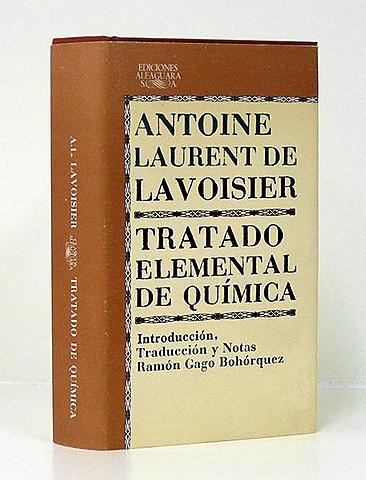 EDICIONES
ALFAGUARA
S. A.
ANTOINE
LAURENT DE
LAVOISIER
TRATADO
ELEMENTAL
DE QUÍMICA
Introducción,
Traducción y Notas
Ramón Gago Bohórquez
A.L. LAVOISIER
TRATADO DE QUÍMICA